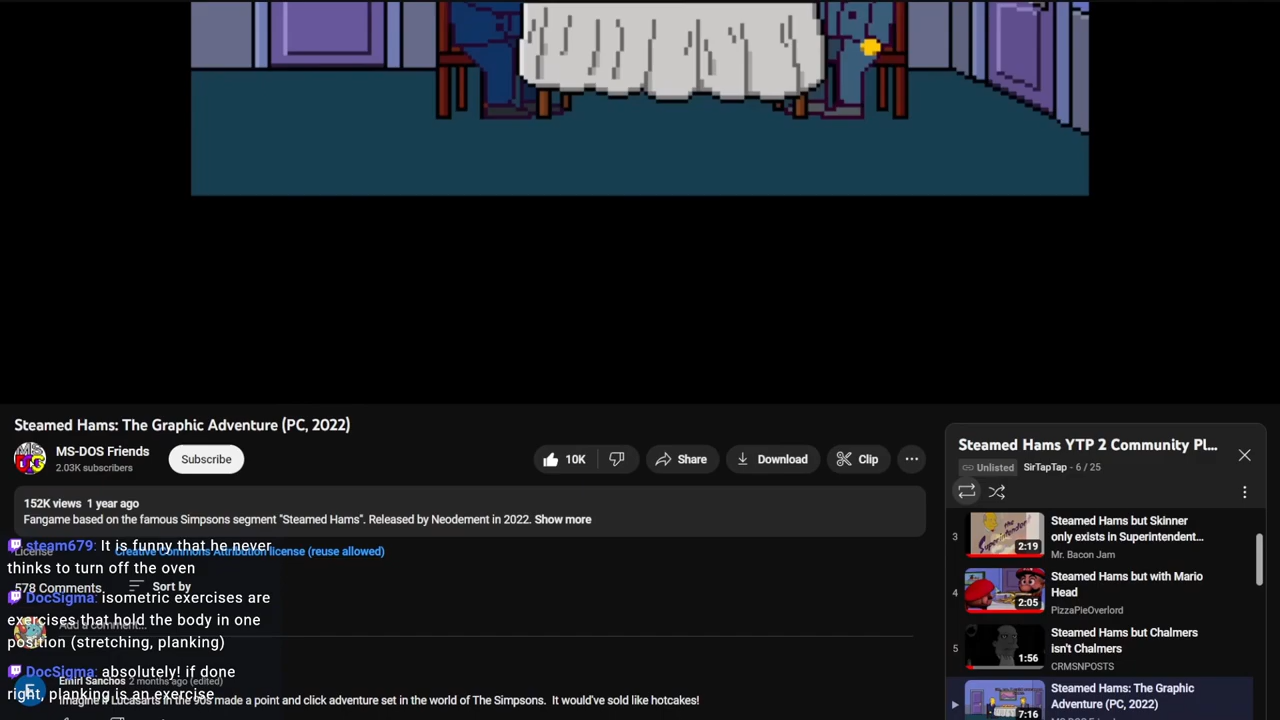 Steamed Hams: The Graphic Adventure (PC, 2022)
MS-DOS Friends
2.03K subscribers
Subscribe
10K
Share
Download
Clip
152K views 1 year ago
Fangame based on the famous Simpsons segment "Steamed Hams". Released by Neodement in 2022. Show more
License
Creative Commons Attribution license (reuse allowed)
steam679: It is funny that he never
thinks to turn off the oven
578 Comments
Sort by
DocSigma: isometric exercises are
exercises that hold the body in one
position (stretching, planking)
Add a comment...
DocSigma: absolutely! if done
right, planking is an exercise
Emiri Sanchos 2 months ago (edited)
Imagine if Lucasarts in the 90s made a point and click adventure set in the world of The Simpsons. It would've sold like hotcakes!
Steamed Hams YTP 2 Community Pl...
Unlisted SirTapTap - 6 / 25
3
2:19
Steamed Hams but Skinner
only exists in Superintendent...
Mr. Bacon Jam
4
2:05
Steamed Hams but with Mario
Head
PizzaPieOverlord
5
1:56
Steamed Hams but Chalmers
isn't Chalmers
CRMSNPOSTS
7:16
Steamed Hams: The Graphic
Adventure (PC, 2022)